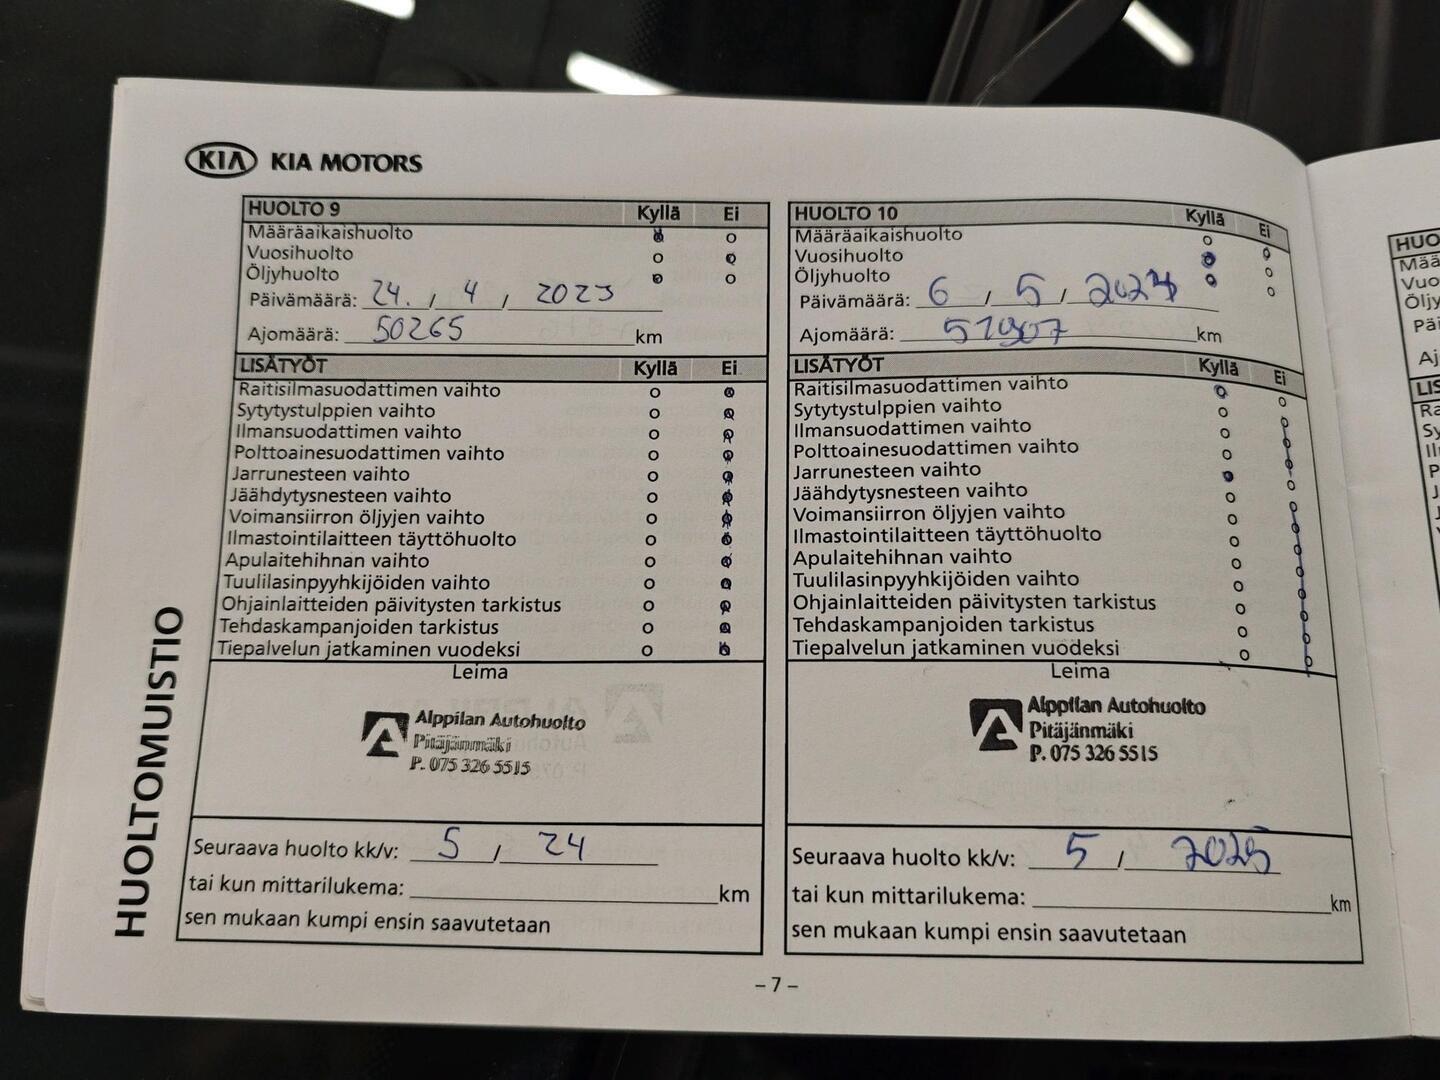 KIA KIA MOTORS
HUOLTOMUISTIO
HUOLTO 9 Kyllä Ei
Määräaikaishuolto
Vuosihuolto
Öljyhuolto
Päivämäärä: 24. / 4 / 2023
Ajomäärä: 50265 km
LISÄTYÖT Kyllä Ei
Raitisilmasuodattimen vaihto
Sytytystulppien vaihto
Ilmansuodattimen vaihto
Polttoainesuodattimen vaihto
Jarrunesteen vaihto
Jäähdytysnesteen vaihto
Voimansiirron öljyjen vaihto
Ilmastointilaitteen täyttöhuolto
Apulaitehihnan vaihto
Tuulilasinpyyhkijöiden vaihto
Ohjainlaitteiden päivitysten tarkistus
Tehdaskampanjoiden tarkistus
Tiepalvelun jatkaminen vuodeksi
Leima
Alppilan Autohuolto
Pitäjänmäki
P. 075 326 5515
Seuraava huolto kk/v: 5 / 24
tai kun mittarilukema: km
sen mukaan kumpi ensin saavutetaan
HUOLTO 10 Kyllä Ei
Määräaikaishuolto
Vuosihuolto
Öljyhuolto
Päivämäärä: 6 / 5 / 2024
Ajomäärä: 51907 km
LISÄTYÖT Kyllä Ei
Raitisilmasuodattimen vaihto
Sytytystulppien vaihto
Ilmansuodattimen vaihto
Polttoainesuodattimen vaihto
Jarrunesteen vaihto
Jäähdytysnesteen vaihto
Voimansiirron öljyjen vaihto
Ilmastointilaitteen täyttöhuolto
Apulaitehihnan vaihto
Tuulilasinpyyhkijöiden vaihto
Ohjainlaitteiden päivitysten tarkistus
Tehdaskampanjoiden tarkistus
Tiepalvelun jatkaminen vuodeksi
Leima
Alppilan Autohuolto
Pitäjänmäki
P. 075 326 5515
Seuraava huolto kk/v: 5 / 2025
tai kun mittarilukema: km
sen mukaan kumpi ensin saavutetaan
– 7 –